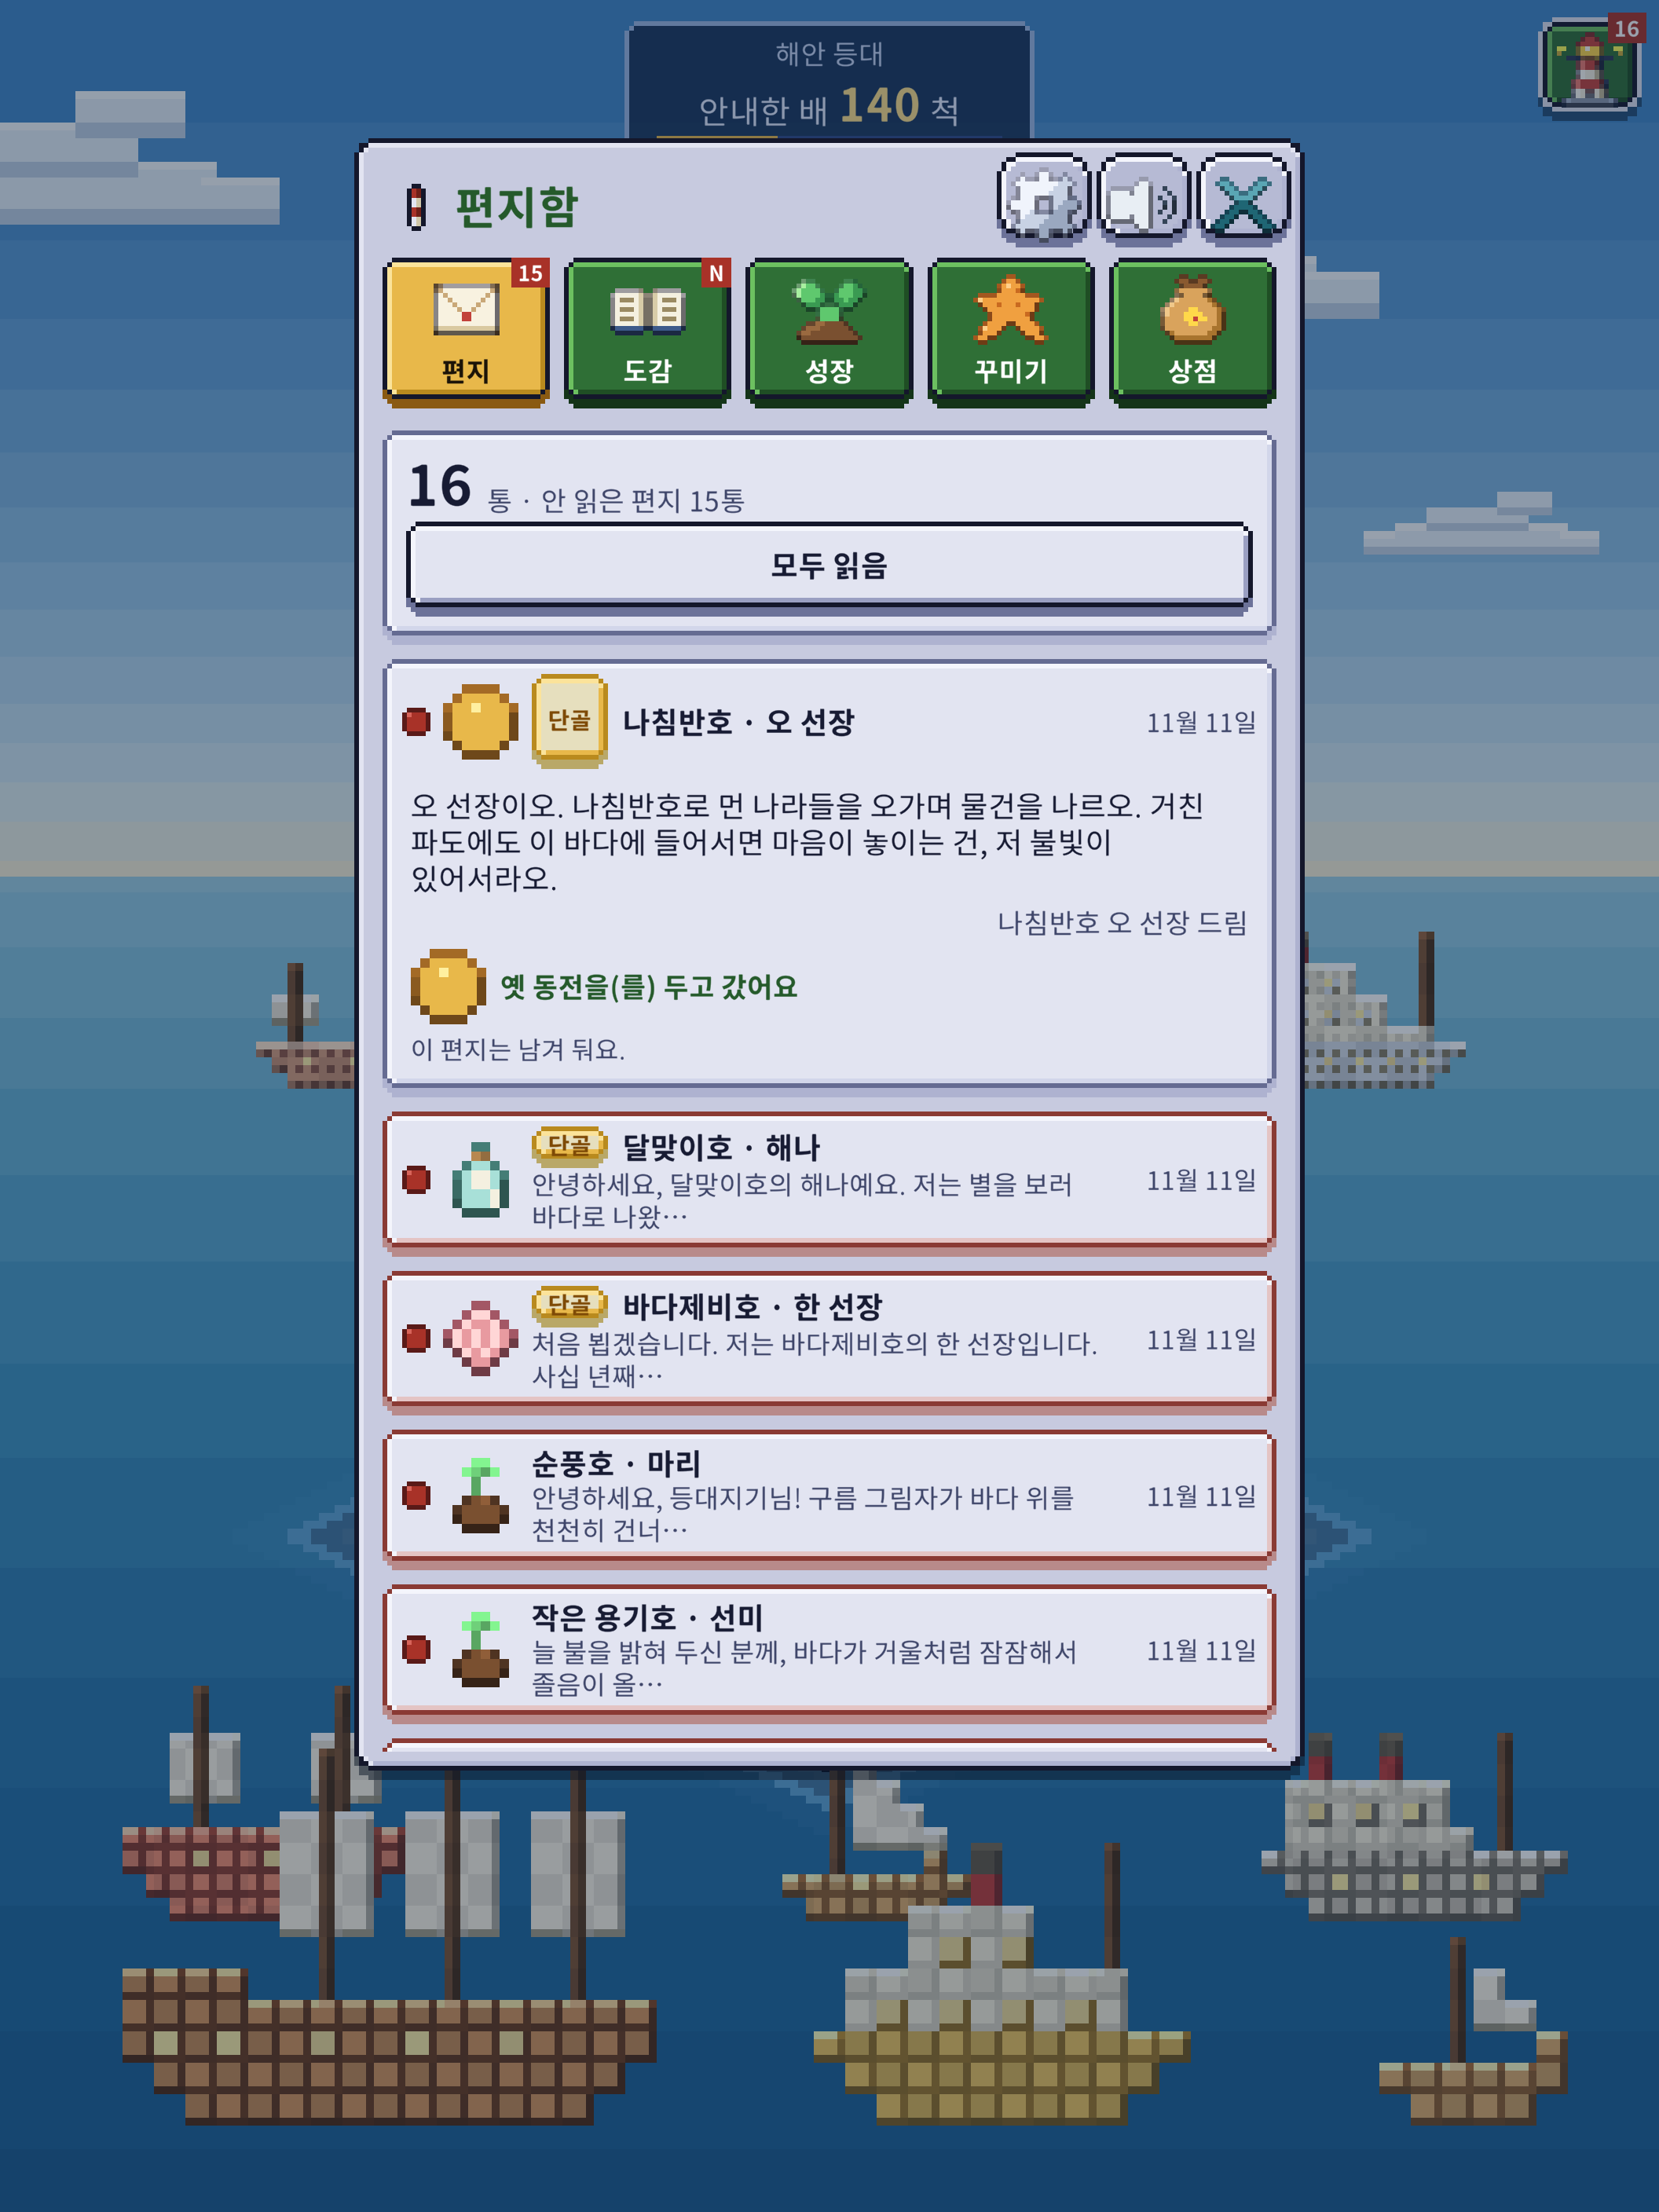 해안 등대
안내한 배 140 척
16
편지함
15
N
편지
도감
성장
꾸미기
상점
16 통 · 안 읽은 편지 15통
모두 읽음
단골 나침반호 · 오 선장 11월 11일
오 선장이오. 나침반호로 먼 나라들을 오가며 물건을 나르오. 거친
파도에도 이 바다에 들어서면 마음이 놓이는 건, 저 불빛이
있어서라오.
나침반호 오 선장 드림
옛 동전을(를) 두고 갔어요
이 편지는 남겨 둬요.
단골 달맞이호 · 해나
안녕하세요, 달맞이호의 해나예요. 저는 별을 보러 11월 11일
바다로 나왔…
단골 바다제비호 · 한 선장
처음 뵙겠습니다. 저는 바다제비호의 한 선장입니다. 11월 11일
사십 년째…
순풍호 · 마리
안녕하세요, 등대지기님! 구름 그림자가 바다 위를 11월 11일
천천히 건너…
작은 용기호 · 선미
늘 불을 밝혀 두신 분께, 바다가 거울처럼 잠잠해서 11월 11일
졸음이 올…